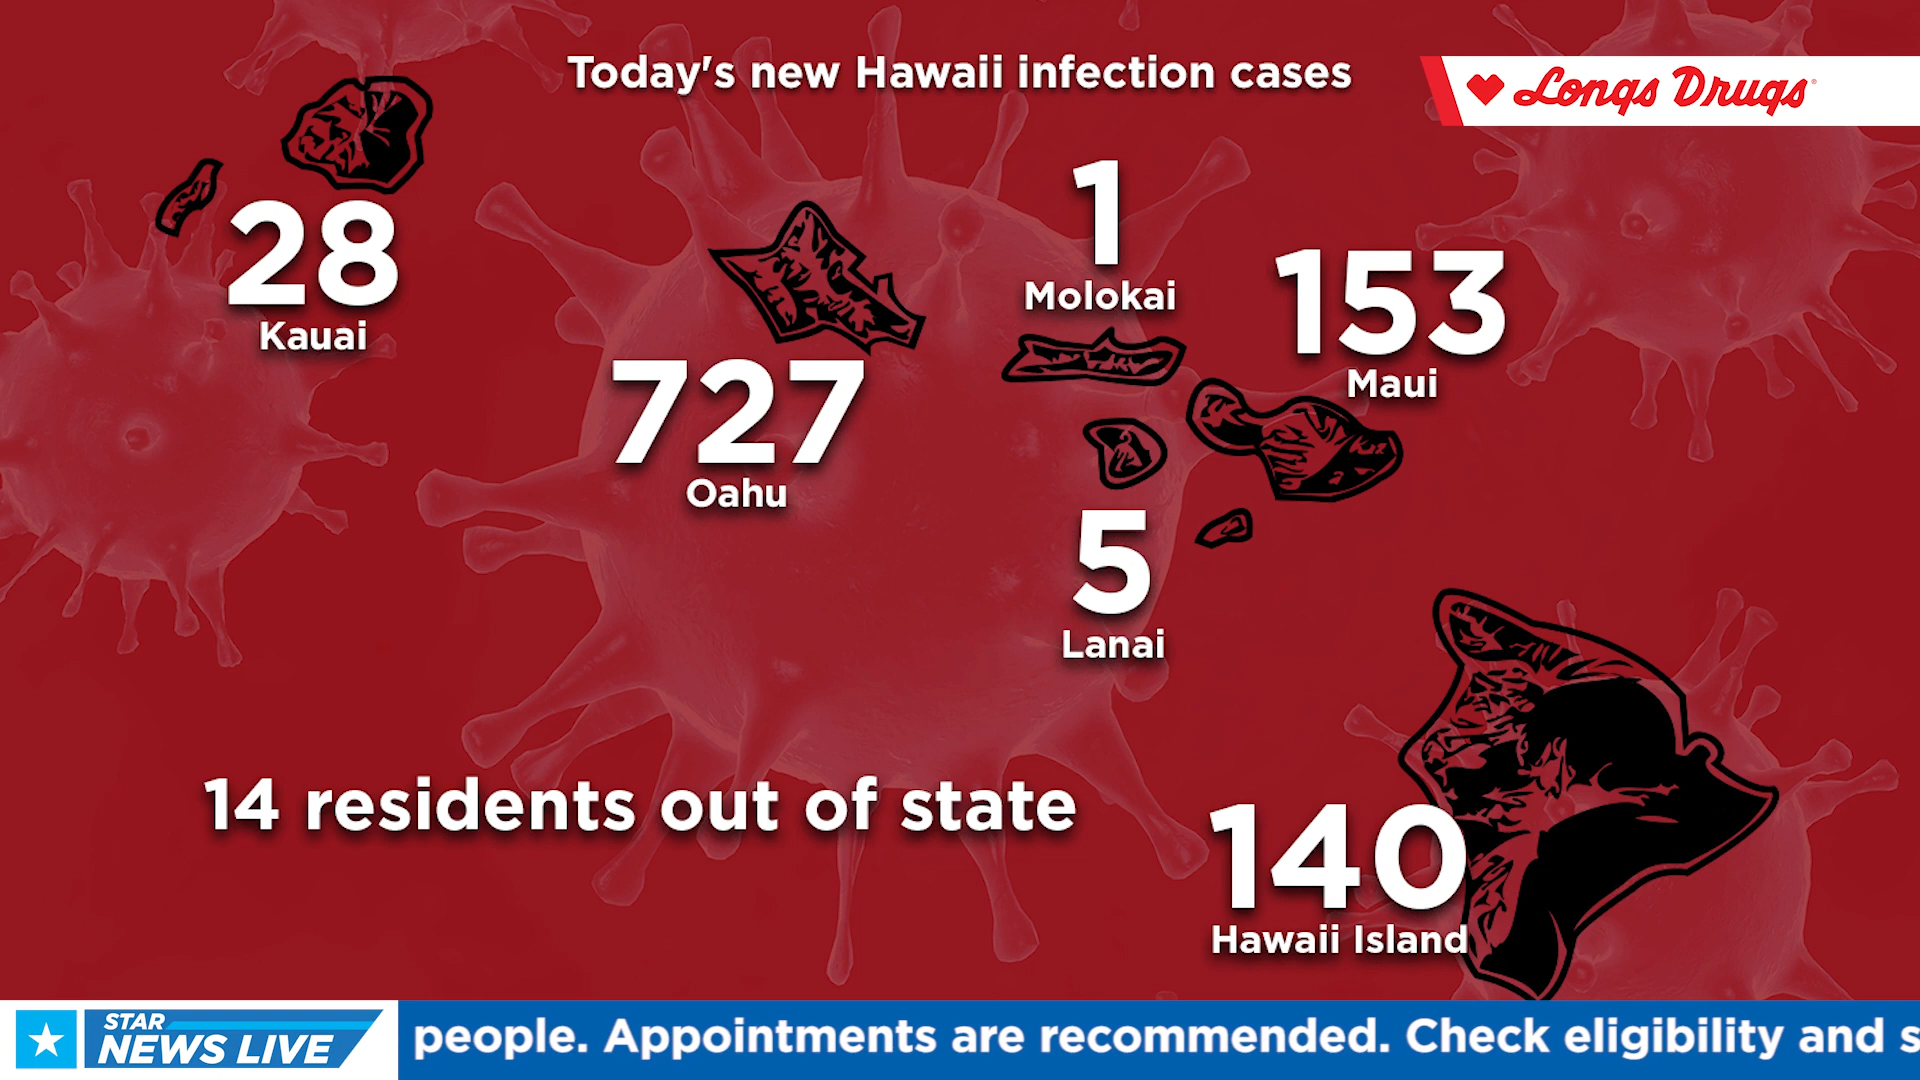 Today's new Hawaii infection cases
Longs Drugs
28
Kauai
727
Oahu
1
Molokai
153
Maui
5
Lanai
14 residents out of state
140
Hawaii Island
STAR
NEWS LIVE
people. Appointments are recommended. Check eligibility and s